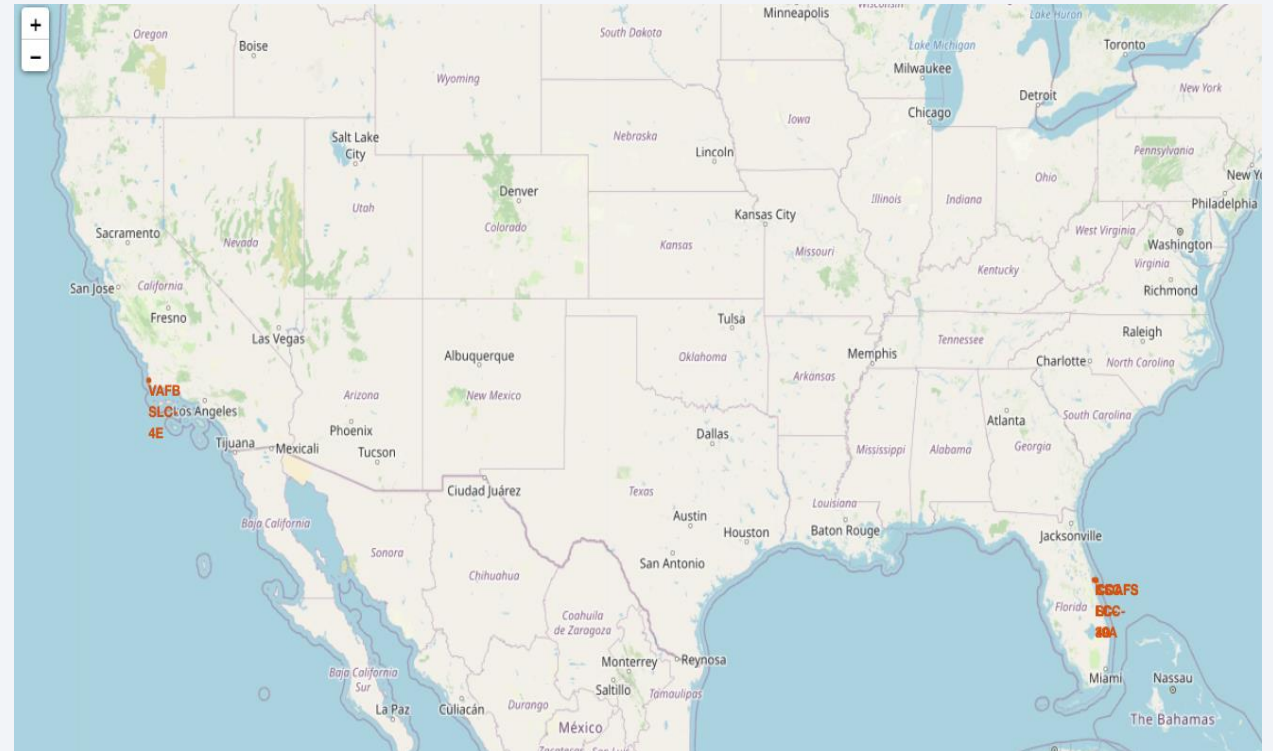 +
−
Oregon
Boise
South Dakota
Minneapolis
Lake Huron
Toronto
Lake Michigan
Milwaukee
Wyoming
Detroit
New York
Chicago
Salt Lake
City
Nebraska
Iowa
Lincoln
Pennsylvania
Ohio
Denver
Utah
Illinois
Indiana
Philadelphia
Kansas City
Sacramento
Nevada
Colorado
Kansas
Missouri
West Virginia
Washington
Virginia
Kentucky
San Jose
California
Richmond
Fresno
Las Vegas
Tulsa
Raleigh
Tennessee
Albuquerque
Oklahoma
Memphis
Charlotte
North Carolina
Arkansas
VAFB
SLC-
4E
Los Angeles
Arizona
New Mexico
South Carolina
Phoenix
Dallas
Atlanta
Tijuana
Mexicali
Tucson
Mississippi
Alabama
Georgia
Ciudad Juárez
Texas
Louisiana
Baja California
Austin
Houston
Baton Rouge
Jacksonville
Sonora
San Antonio
Chihuahua
Florida
Coahuila
de Zaragoza
Baja California
Sur
Monterrey
Reynosa
Miami
Nassau
Saltillo
Tamaulipas
La Paz
Culiacán
Durango
México
The Bahamas